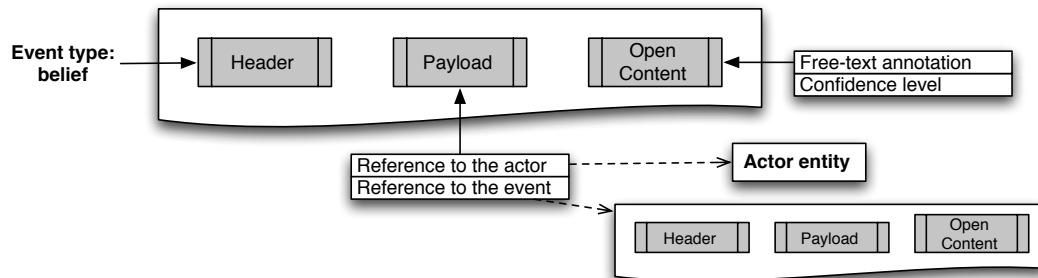 Event type:
belief
Header
Payload
Open
Content
Free-text annotation
Confidence level
Reference to the actor
Reference to the event
Actor entity
Header
Payload
Open
Content